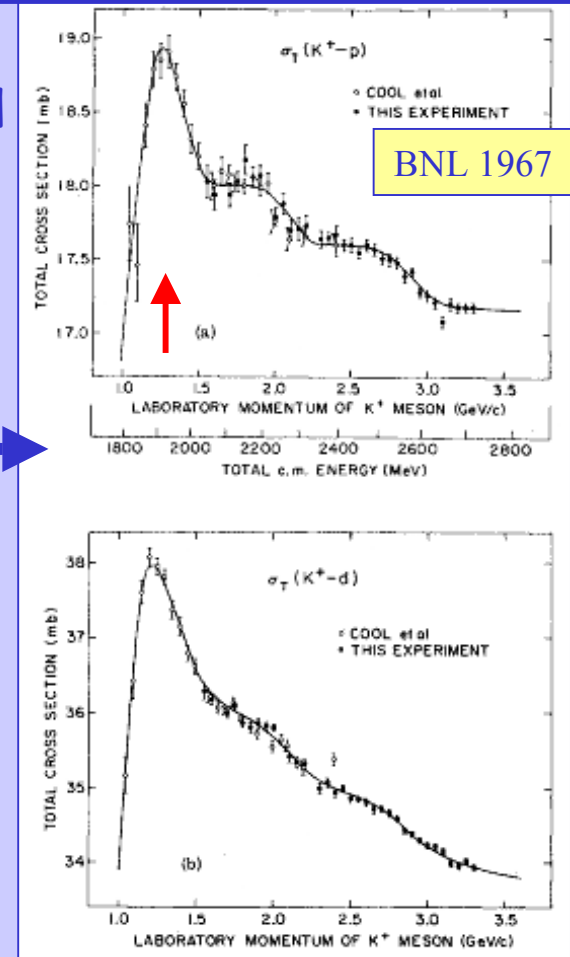 19.0
σT (K⁺-p)
COOL et al
THIS EXPERIMENT
BNL 1967
18.5
18.0
17.5
17.0
TOTAL CROSS SECTION (mb)
(a)
1.0 1.5 2.0 2.5 3.0 3.5
LABORATORY MOMENTUM OF K⁺ MESON (GeV/c)
1800 1900 2000 2200 2400 2600 2800
TOTAL c.m. ENERGY (MeV)
38
σT (K⁺-d)
COOL et al
THIS EXPERIMENT
37
36
35
34
TOTAL CROSS SECTION (mb)
(b)
1.0 1.5 2.0 2.5 3.0 3.5
LABORATORY MOMENTUM OF K⁺ MESON (GeV/c)